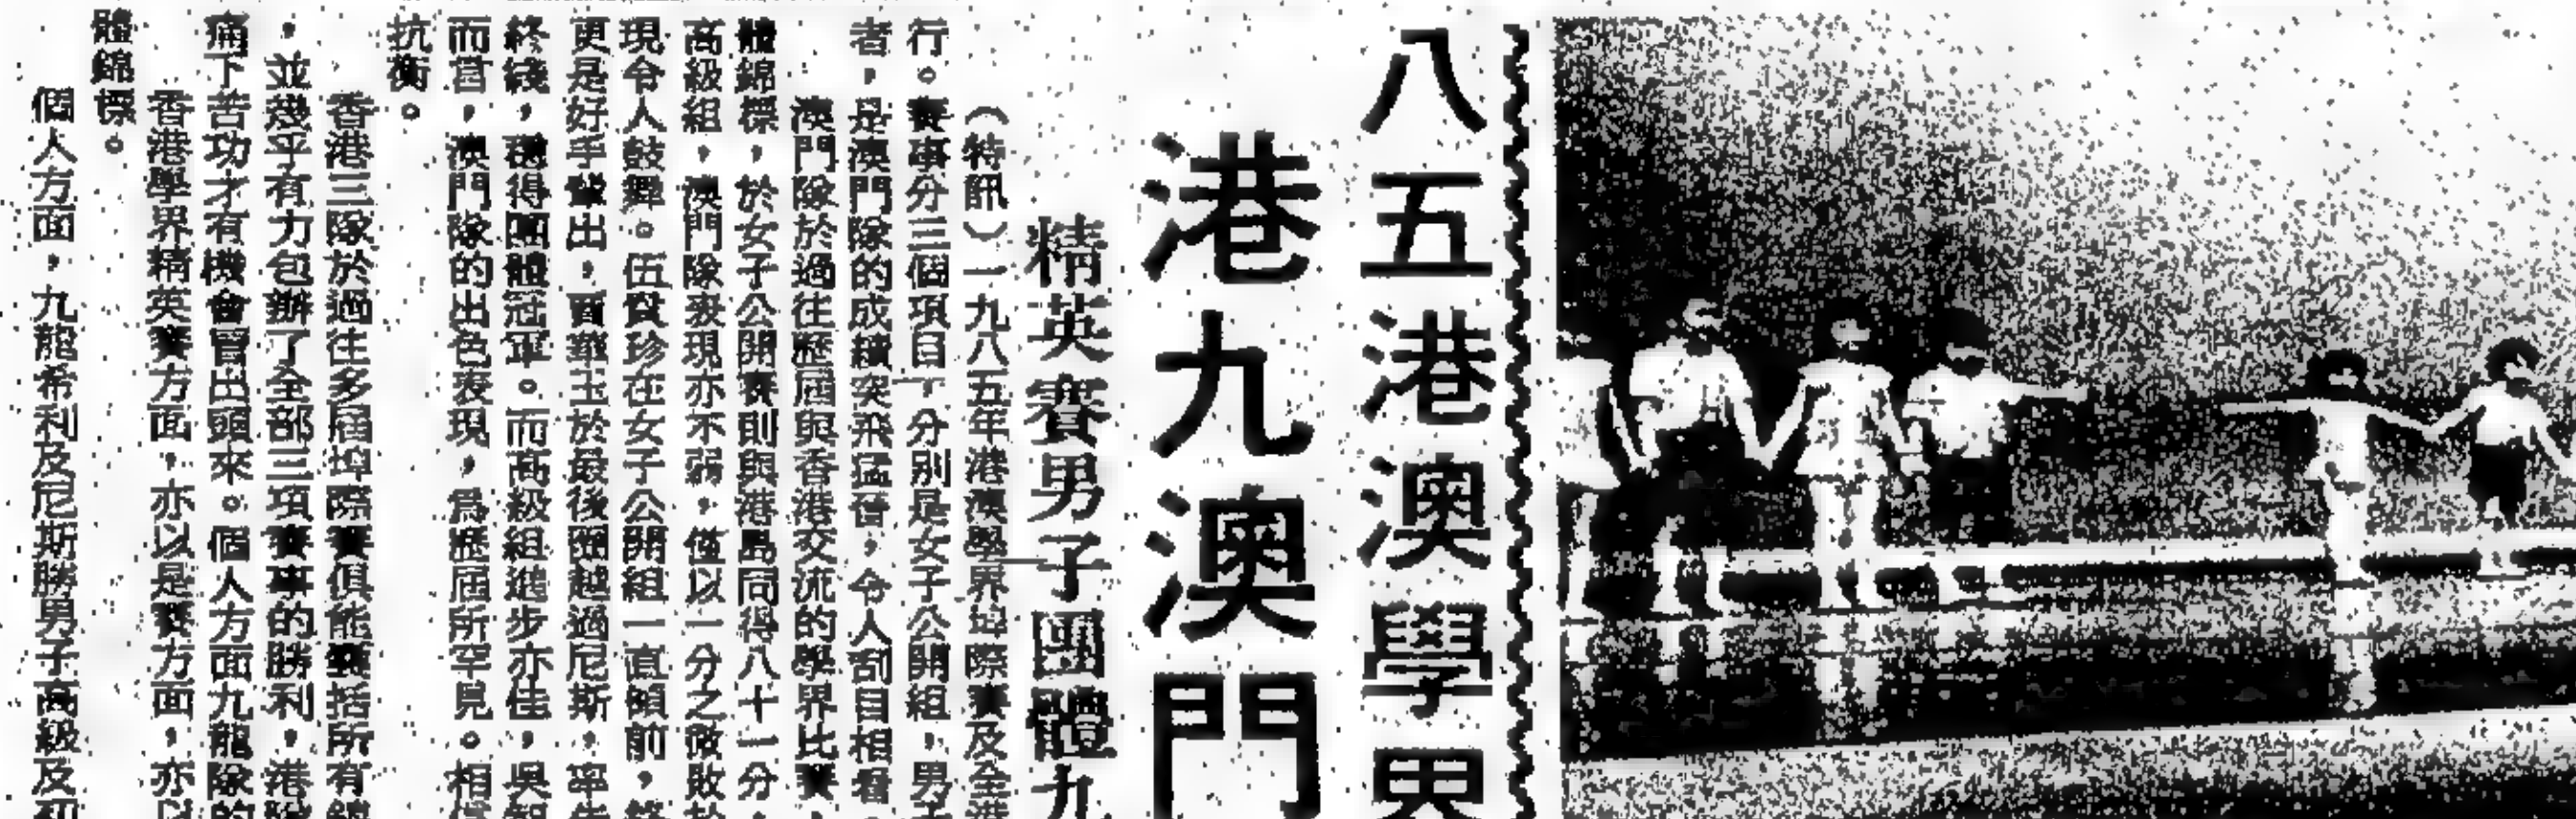 八五港澳學界
港九澳門
精英賽男子團體九
（特訊）一九八五年港澳學界埠際賽及全港
行。賽事分三個項目，分別是女子公開組，男子
者，是澳門隊的成績突飛猛晉，令人刮目相看。
澳門隊於過往歷屆與香港交流的學界比賽，
體錦標，於女子公開賽則與港島同得八十一分，
高級組，澳門隊表現亦不弱，僅以一分之微敗於
現令人鼓舞。伍賀珍在女子公開組一直領前，
更是好手輩出，賈華玉於最後圈越過尼斯，率先
終綫，穩得團體冠軍。而高級組進步亦佳，吳
而言，澳門隊的出色表現，爲歷屆所罕見。相信
抗衡。
香港三隊於過往多屆埠際賽俱能囊括所有錦
，並幾乎有力包辦了全部三項賽事的勝利，港隊
痛下苦功才有機會冒出頭來。個人方面九龍隊的
香港學界精英賽方面，亦以是賽方面，亦以
體錦標。
個人方面，九龍希利及尼斯勝男子高級及初